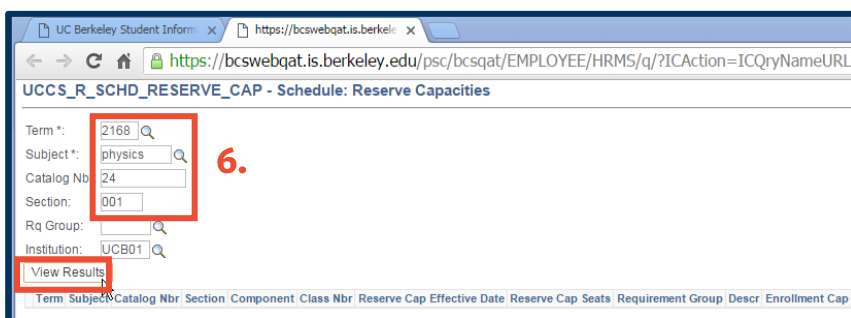 UC Berkeley Student Inform
https://bcswebqat.is.berkele
https://bcswebqat.is.berkeley.edu/psc/bcsqat/EMPLOYEE/HRMS/q/?ICAction=ICQryNameURL
UCCS_R_SCHD_RESERVE_CAP - Schedule: Reserve Capacities
Term *: 2168
Subject *: physics
6.
Catalog Nb 24
Section: 001
Rq Group:
Institution: UCB01
View Results
Term Subject Catalog Nbr Section Component Class Nbr Reserve Cap Effective Date Reserve Cap Seats Requirement Group Descr Enrollment Cap